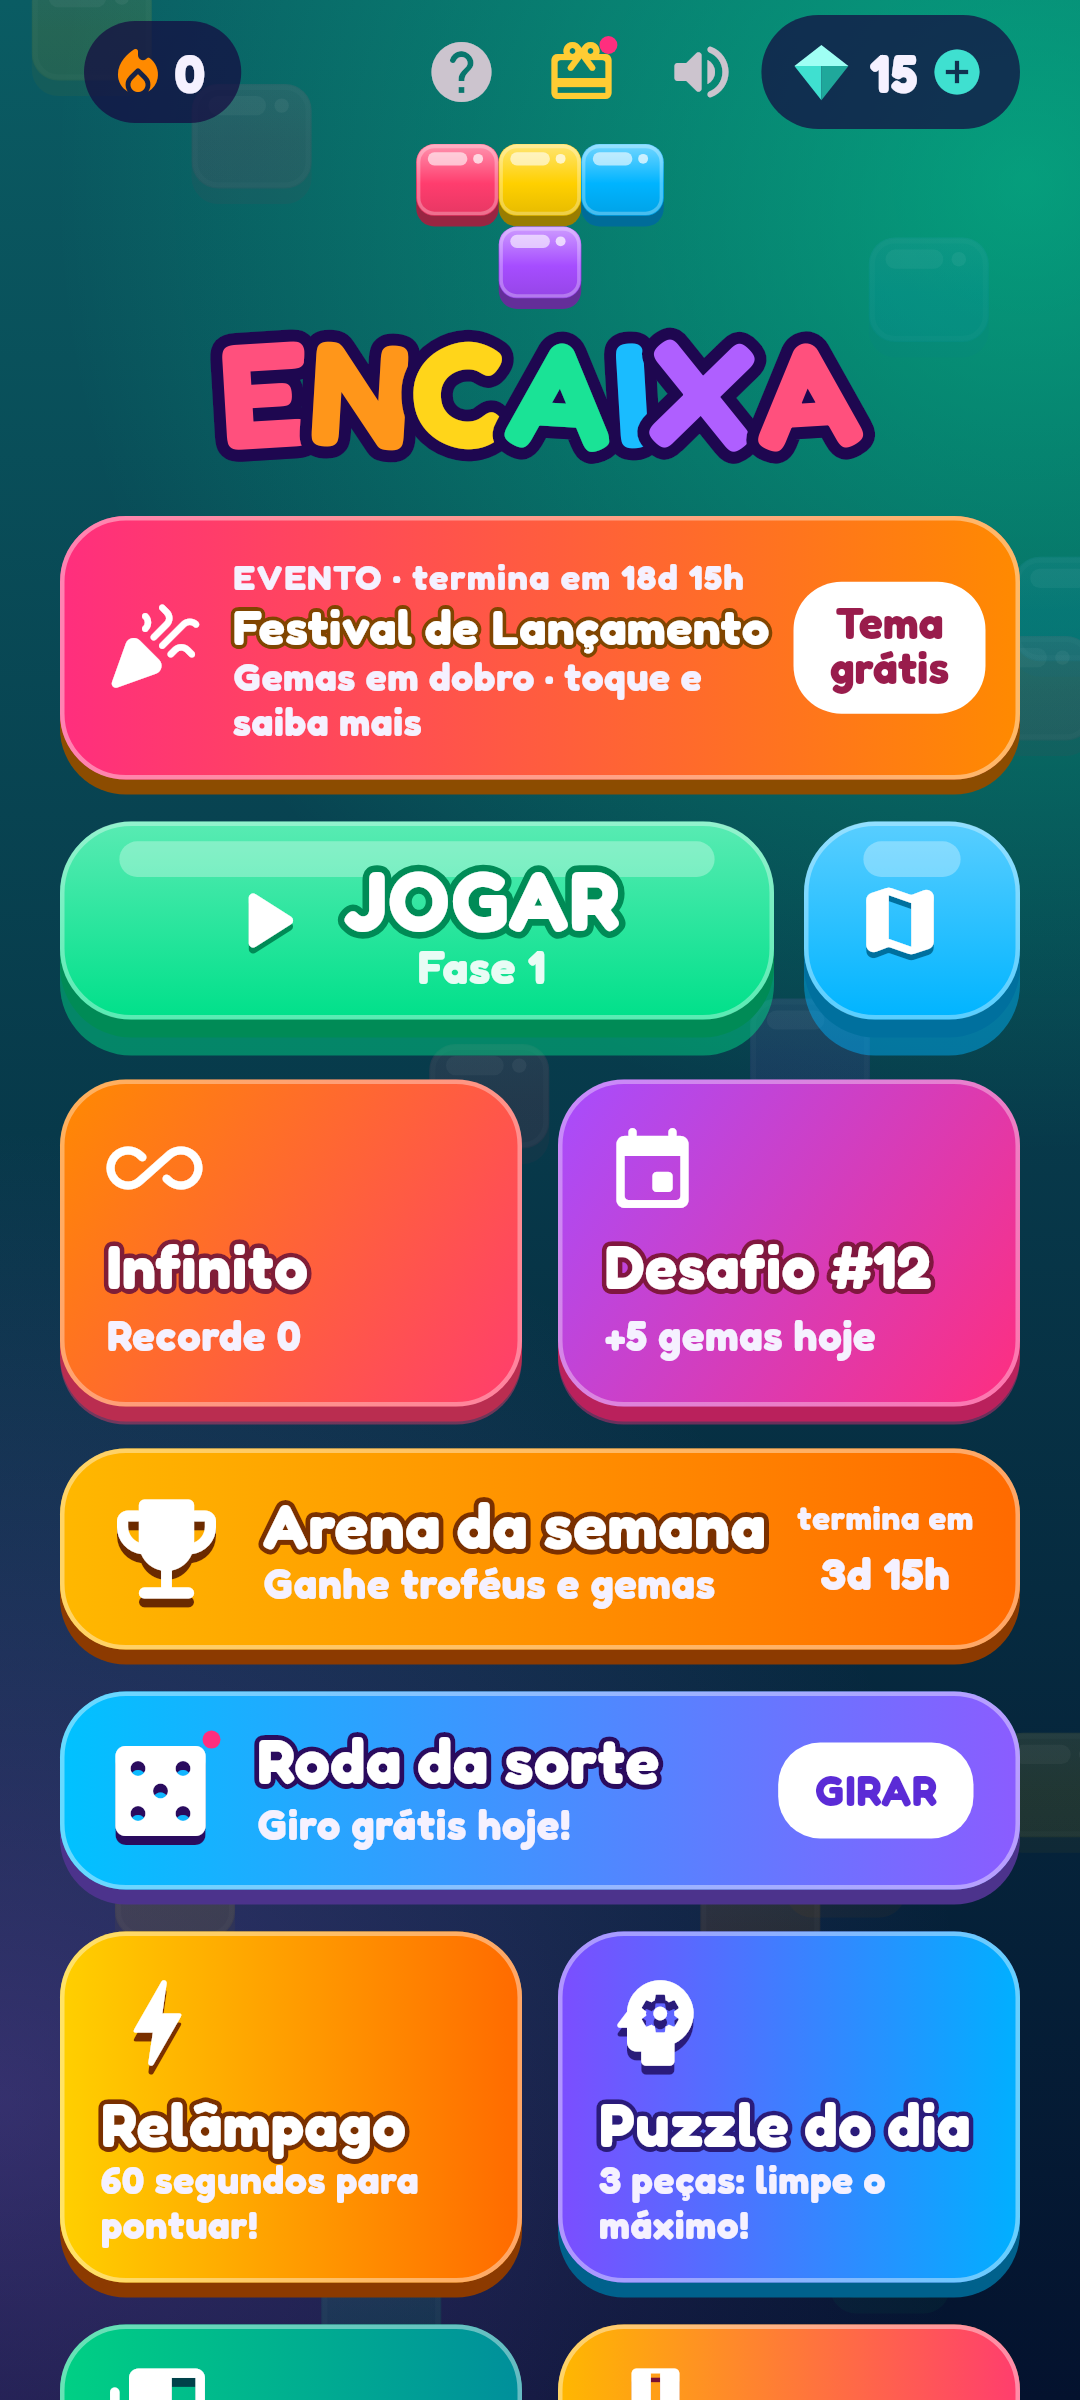 0
15
ENCAIXA
EVENTO · termina em 18d 15h
Festival de Lançamento
Gemas em dobro · toque e
saiba mais
Tema
grátis
JOGAR
Fase 1
Infinito
Recorde 0
Desafio #12
+5 gemas hoje
Arena da semana
Ganhe troféus e gemas
termina em
3d 15h
Roda da sorte
Giro grátis hoje!
GIRAR
Relâmpago
60 segundos para
pontuar!
Puzzle do dia
3 peças: limpe o
máximo!